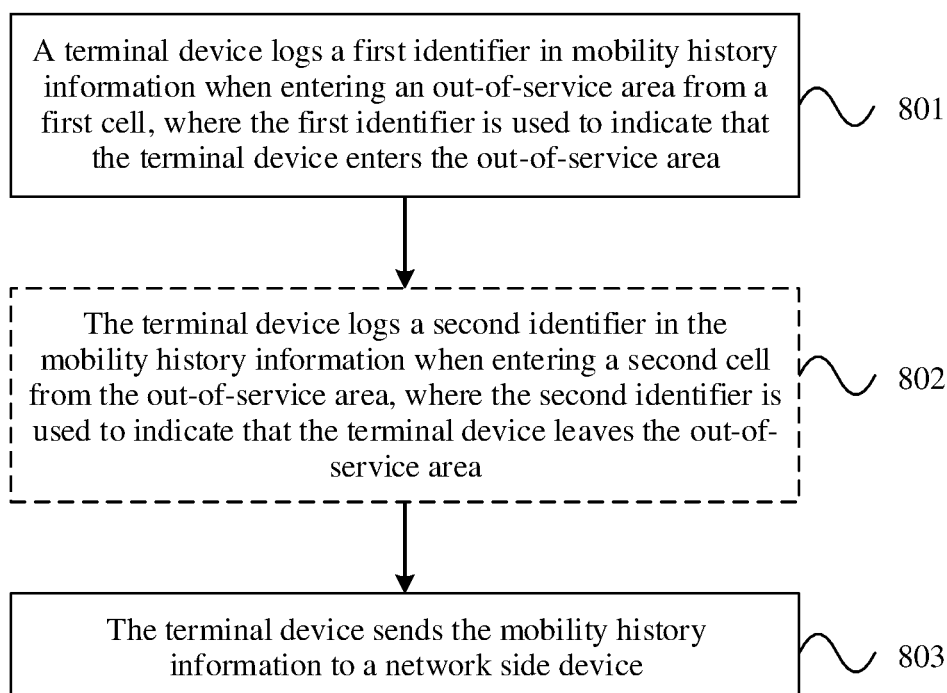 A terminal device logs a first identifier in mobility history
information when entering an out-of-service area from a
first cell, where the first identifier is used to indicate that
the terminal device enters the out-of-service area
801
The terminal device logs a second identifier in the
mobility history information when entering a second cell
from the out-of-service area, where the second identifier is
used to indicate that the terminal device leaves the out-of-
service area
802
The terminal device sends the mobility history
information to a network side device
803